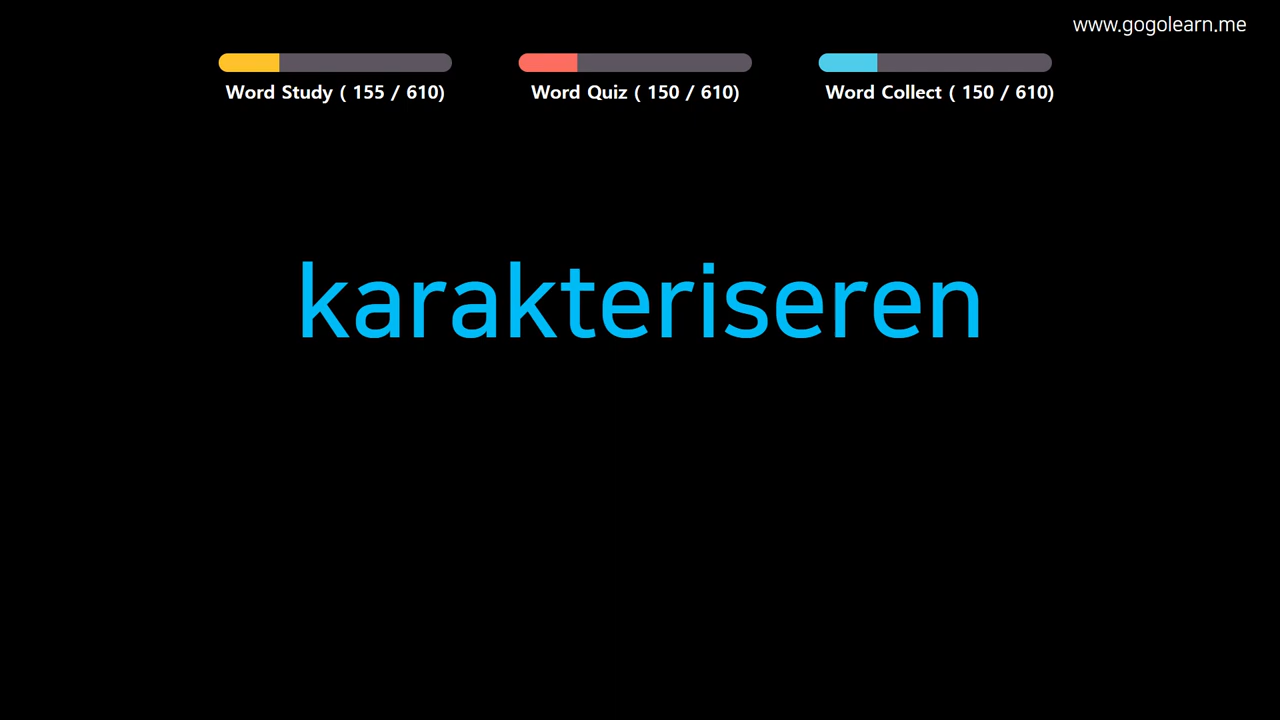 www.gogolearn.me
Word Study ( 155 / 610)
Word Quiz ( 150 / 610)
Word Collect ( 150 / 610)
karakteriseren